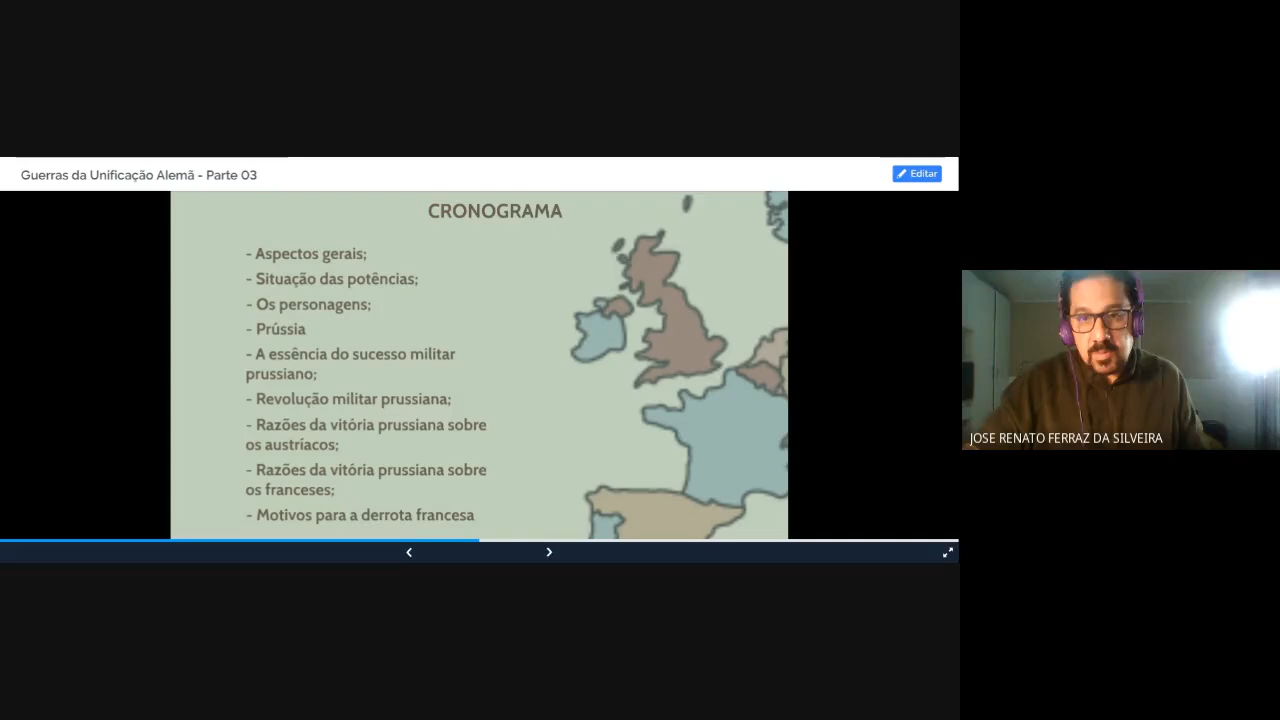 Guerras da Unificação Alemã - Parte 03
Editar
CRONOGRAMA
- Aspectos gerais;
- Situação das potências;
- Os personagens;
- Prússia
- A essência do sucesso militar
prussiano;
- Revolução militar prussiana;
- Razões da vitória prussiana sobre
os austríacos;
- Razões da vitória prussiana sobre
os franceses;
- Motivos para a derrota francesa
JOSE RENATO FERRAZ DA SILVEIRA